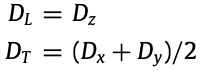 D_L = D_z
D_T = (D_x + D_y)/2